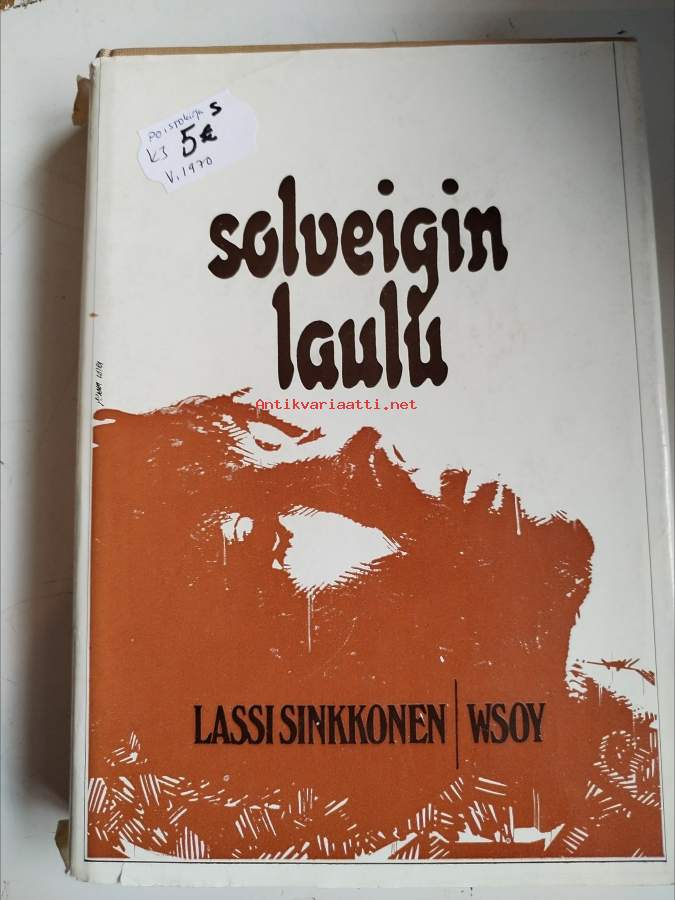 poistokirja S
K3 5€
V. 1970
solveigin
laulu
Antikvariaatti.net
LASSI SINKKONEN | WSOY